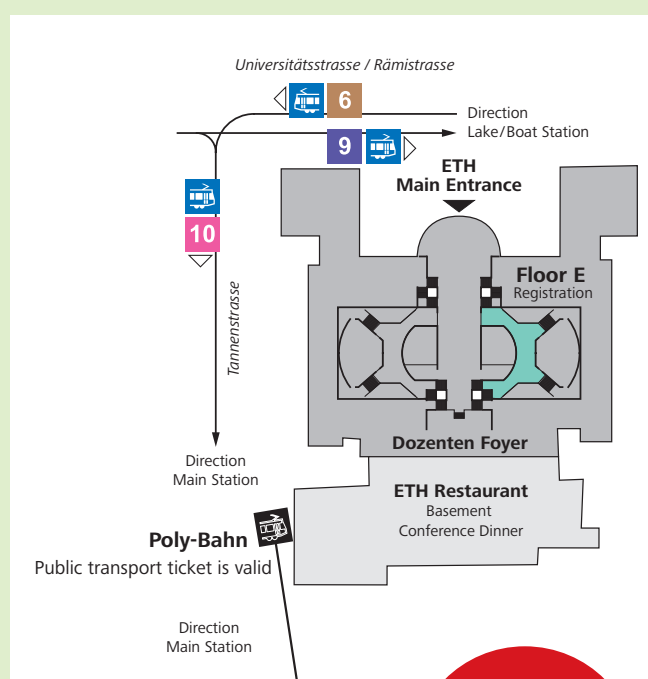 Universitätsstrasse / Rämistrasse
6
Direction
Lake/Boat Station
9
ETH
Main Entrance
10
Floor E
Registration
Tannenstrasse
Dozenten Foyer
Direction
Main Station
ETH Restaurant
Basement
Conference Dinner
Poly-Bahn
Public transport ticket is valid
Direction
Main Station